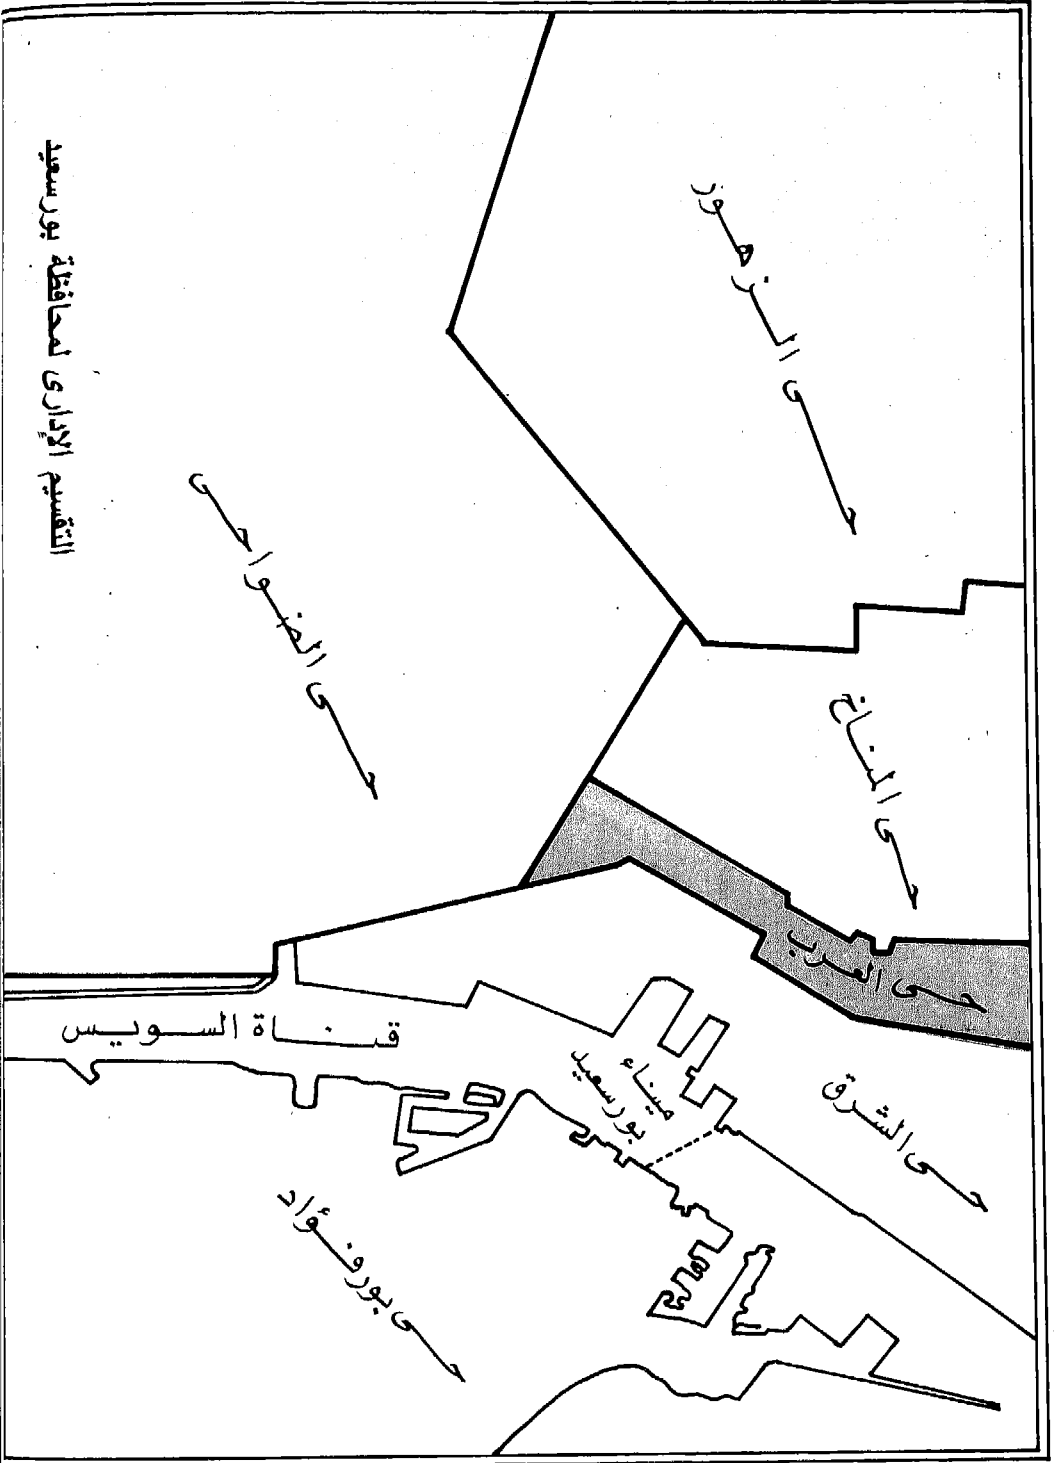 التقسيم الإدارى لمحافظة بورسعيد
حى الزهور
حى المناخ
حى العرب
حى الشرق
حى الضواحى
قناة السويس
ميناء
بورسعيد
حى بورفؤاد